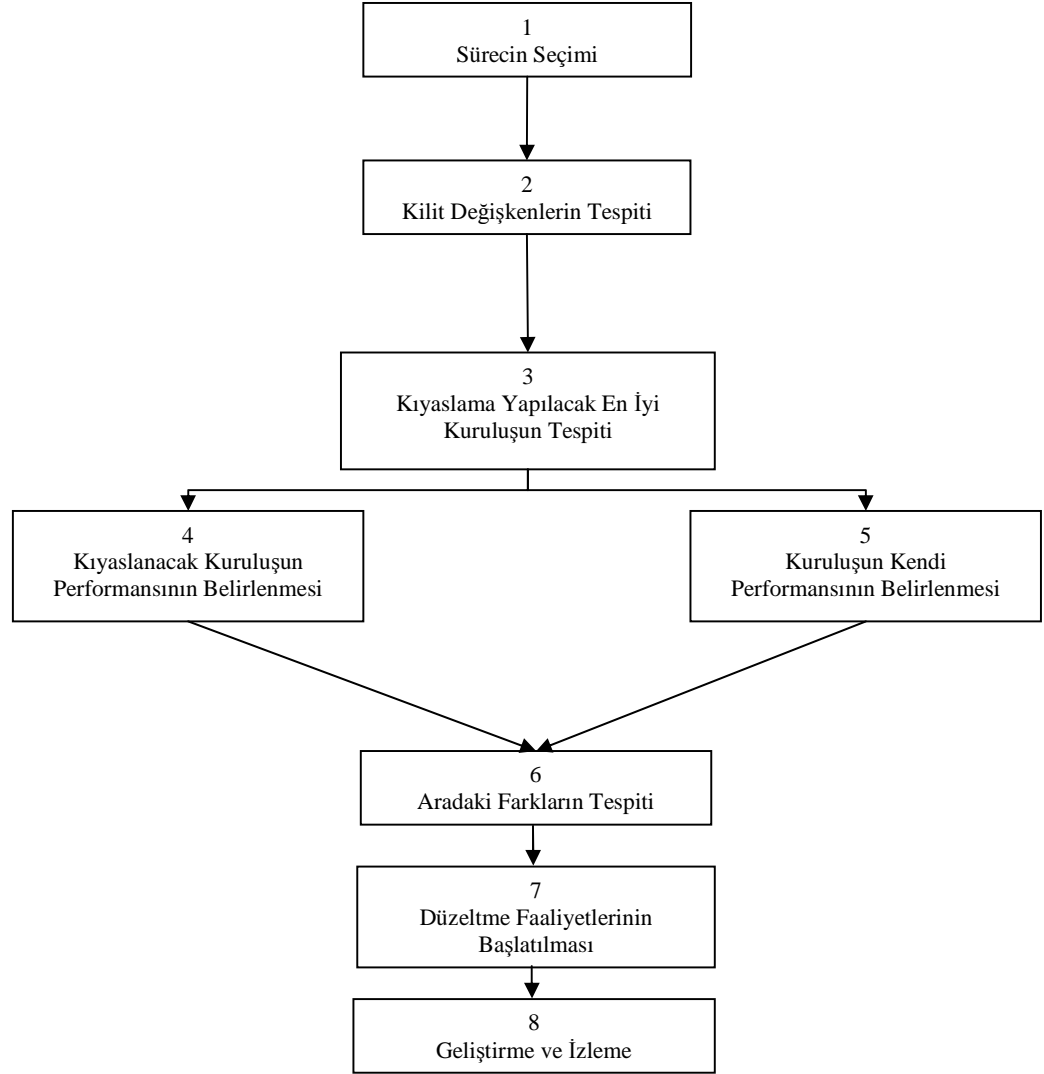 1
Sürecin Seçimi
2
Kilit Değişkenlerin Tespiti
3
Kıyaslama Yapılacak En İyi
Kuruluşun Tespiti
4
Kıyaslanacak Kuruluşun
Performansının Belirlenmesi
5
Kuruluşun Kendi
Performansının Belirlenmesi
6
Aradaki Farkların Tespiti
7
Düzeltme Faaliyetlerinin
Başlatılması
8
Geliştirme ve İzleme